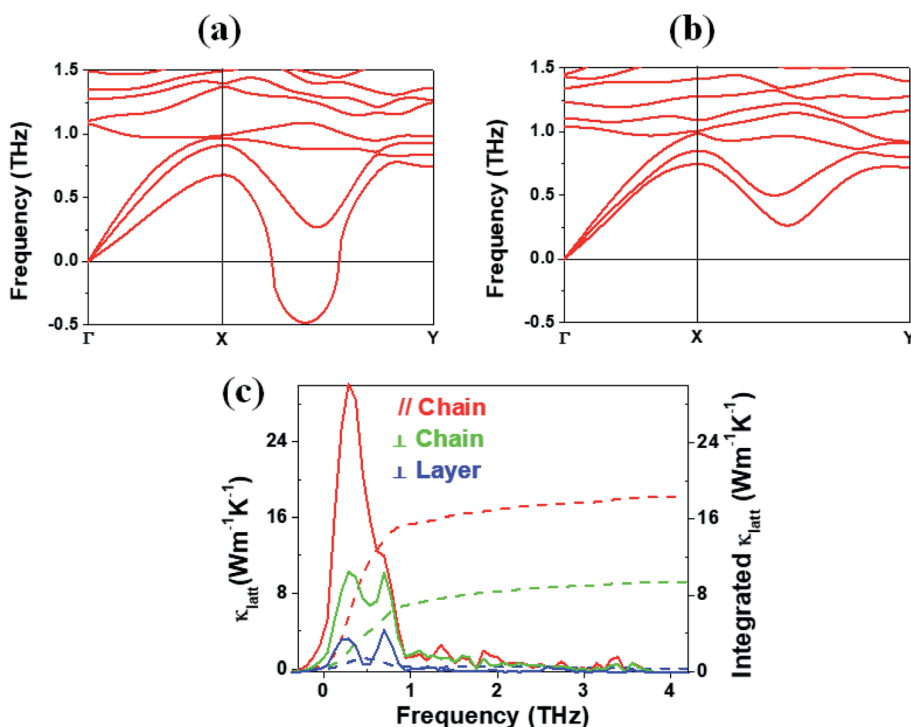 (a)
(b)
Frequency (THz)
1.5
1.0
0.5
0.0
-0.5
Γ X Y
Frequency (THz)
1.5
1.0
0.5
0.0
-0.5
Γ X Y
(c)
// Chain
⊥ Chain
⊥ Layer
κlatt(Wm-1K-1)
24
16
8
0
Integrated κlatt (Wm-1K-1)
24
16
8
0
0 1 2 3 4
Frequency (THz)